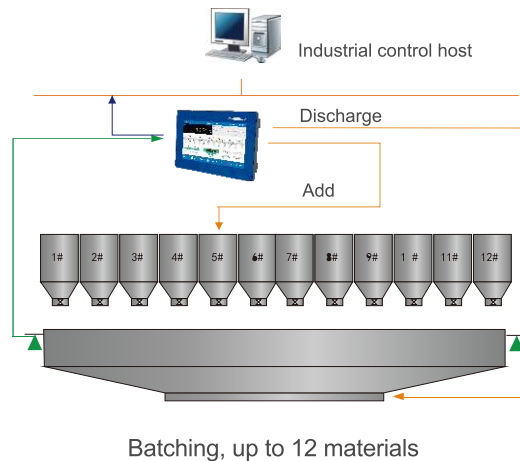 Industrial control host
Discharge
Add
1# 2# 3# 4# 5# 6# 7# 8# 9# 1 # 11# 12#
Batching, up to 12 materials